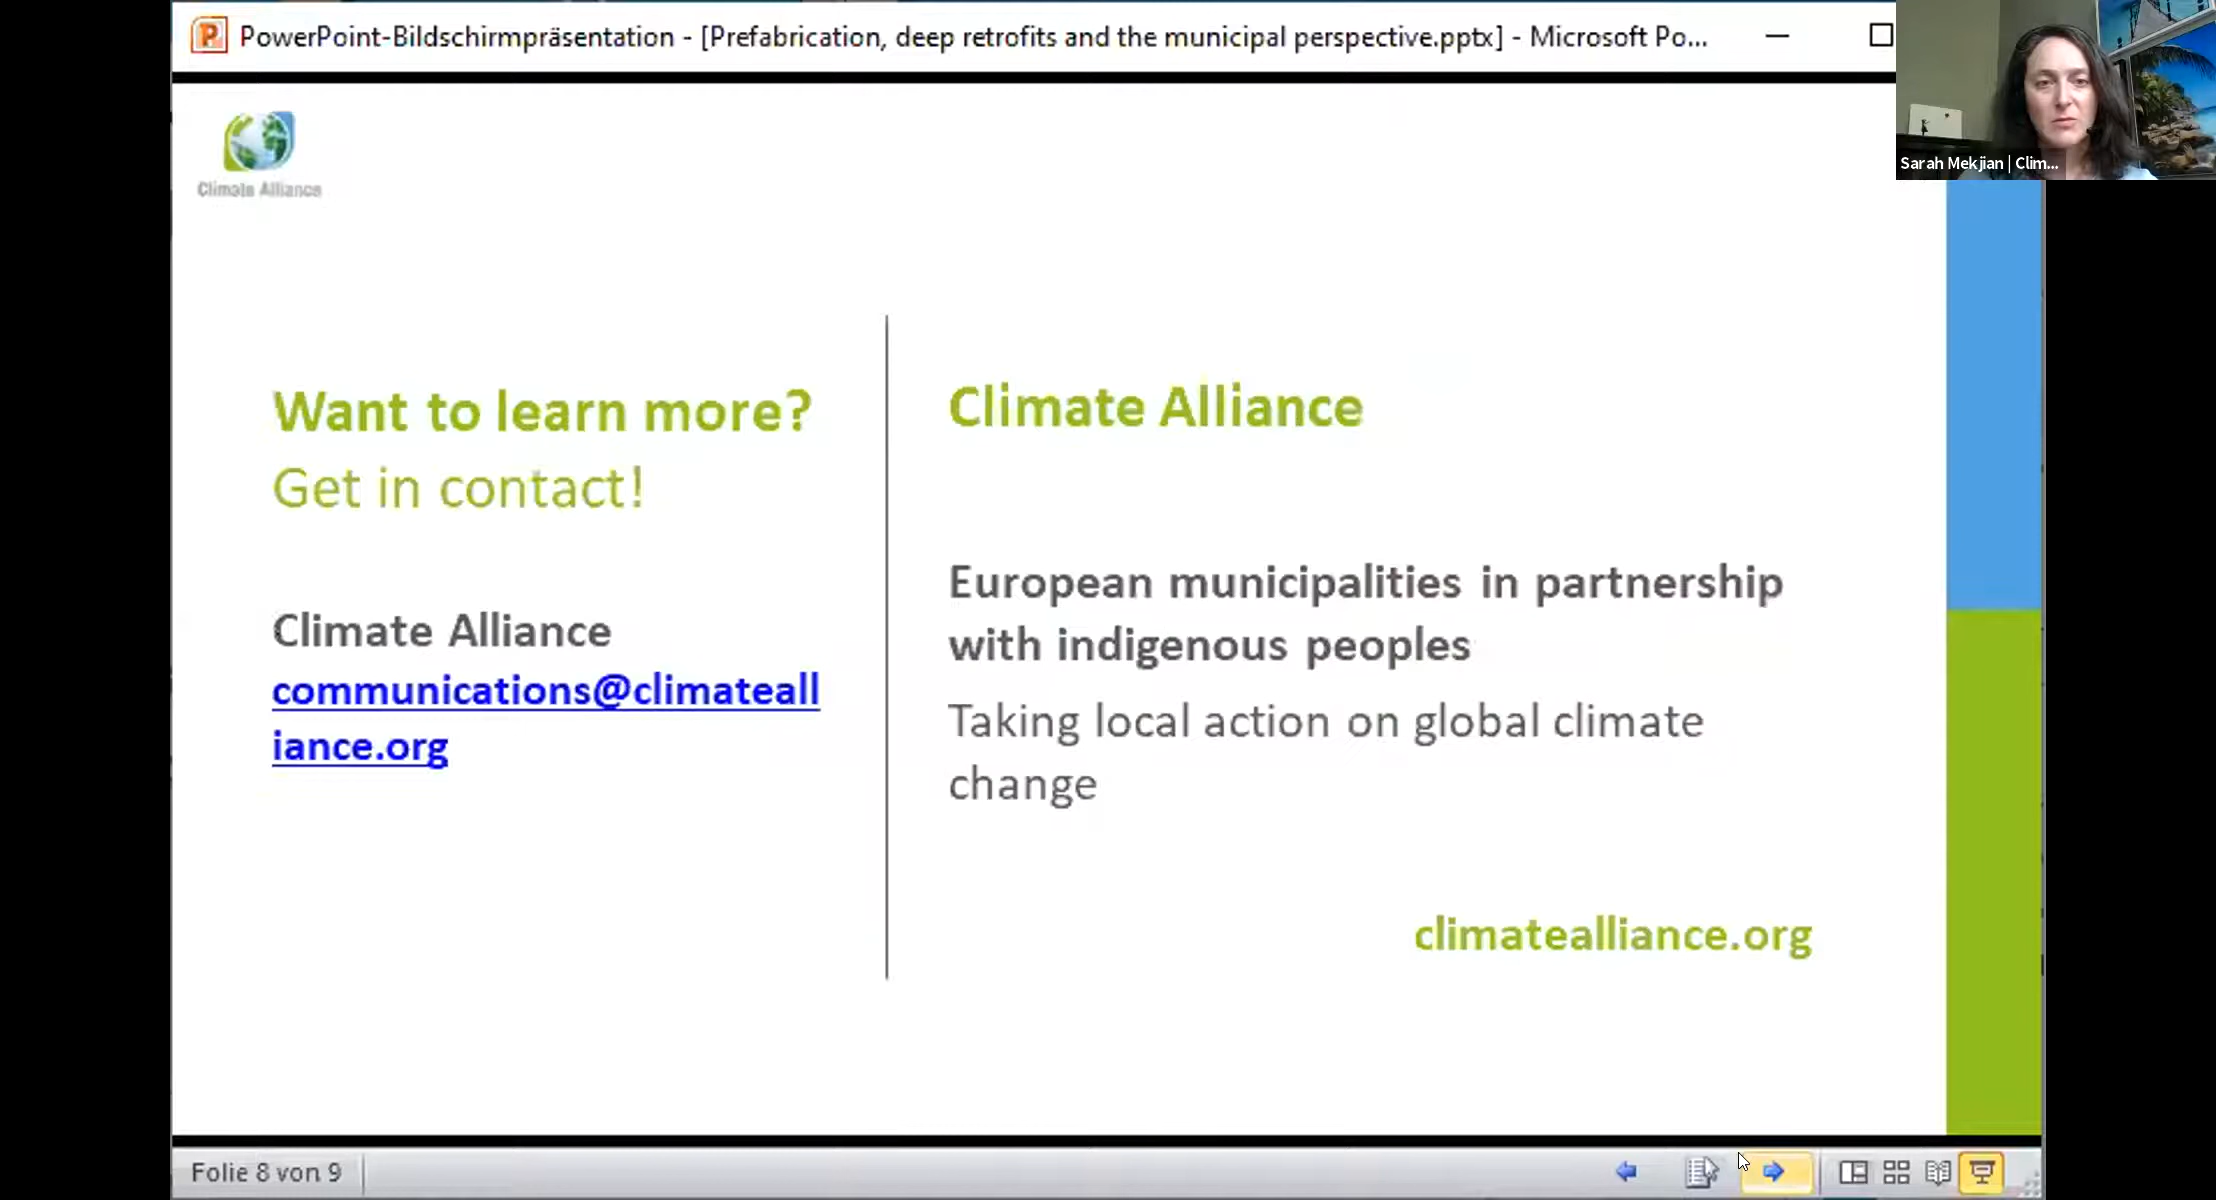 PowerPoint-Bildschirmpräsentation - [Prefabrication, deep retrofits and the municipal perspective.pptx] - Microsoft Po...
Sarah Mekjian | Clim...
Climate Alliance
Want to learn more?
Get in contact!
Climate Alliance
communications@climateall
iance.org
Climate Alliance
European municipalities in partnership
with indigenous peoples
Taking local action on global climate
change
climatealliance.org
Folie 8 von 9